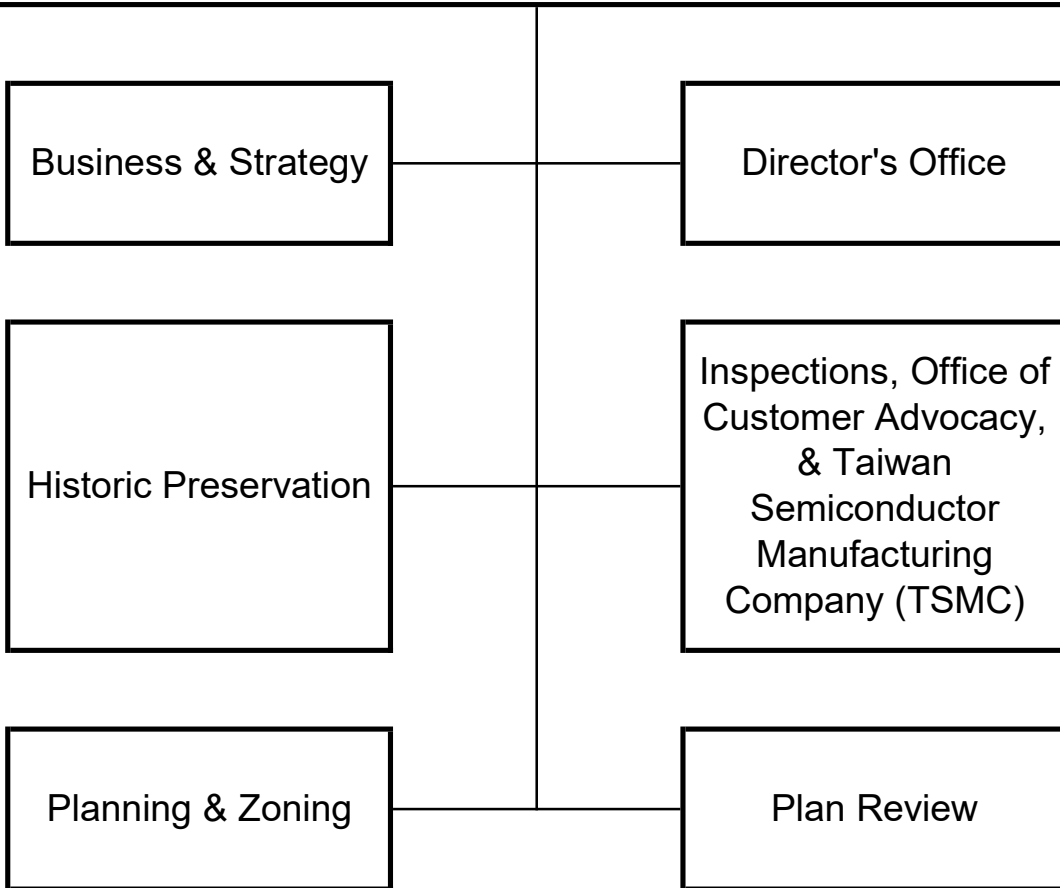 Business & Strategy
Director's Office
Historic Preservation
Inspections, Office of
Customer Advocacy,
& Taiwan
Semiconductor
Manufacturing
Company (TSMC)
Planning & Zoning
Plan Review